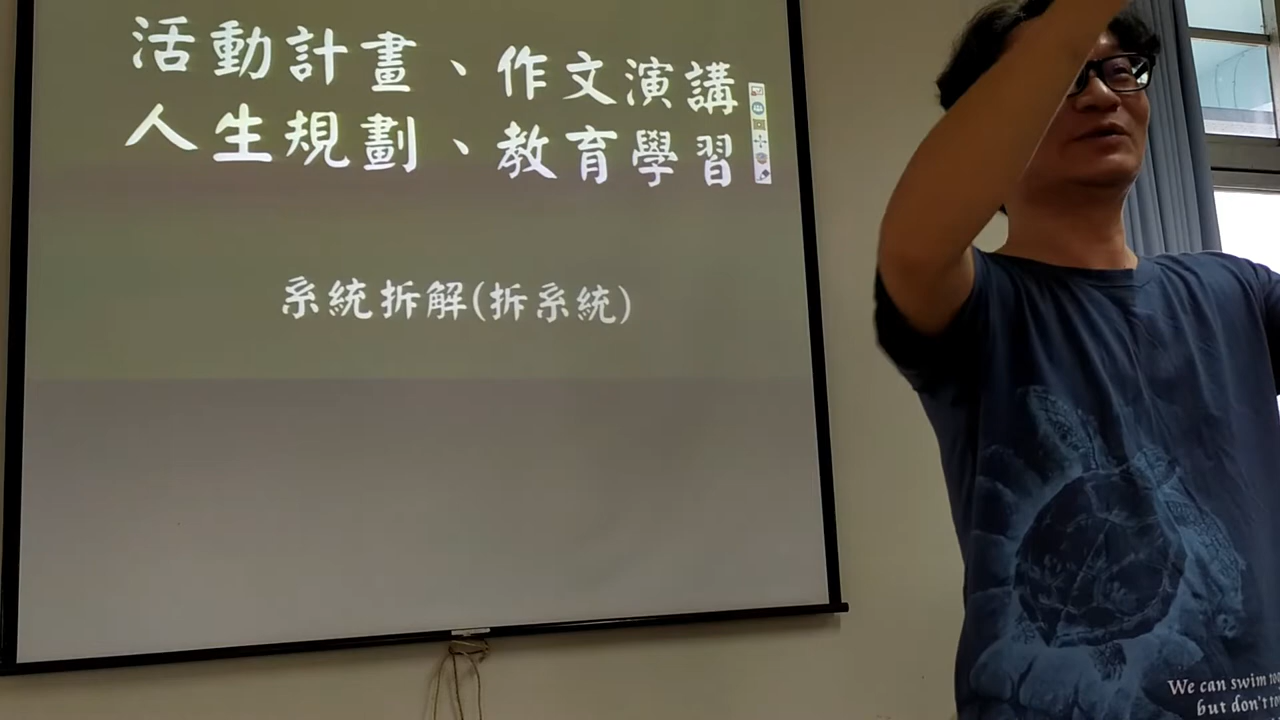 活動計畫、作文演講
人生規劃、教育學習
系統拆解(拆系統)
We can swim
but don't